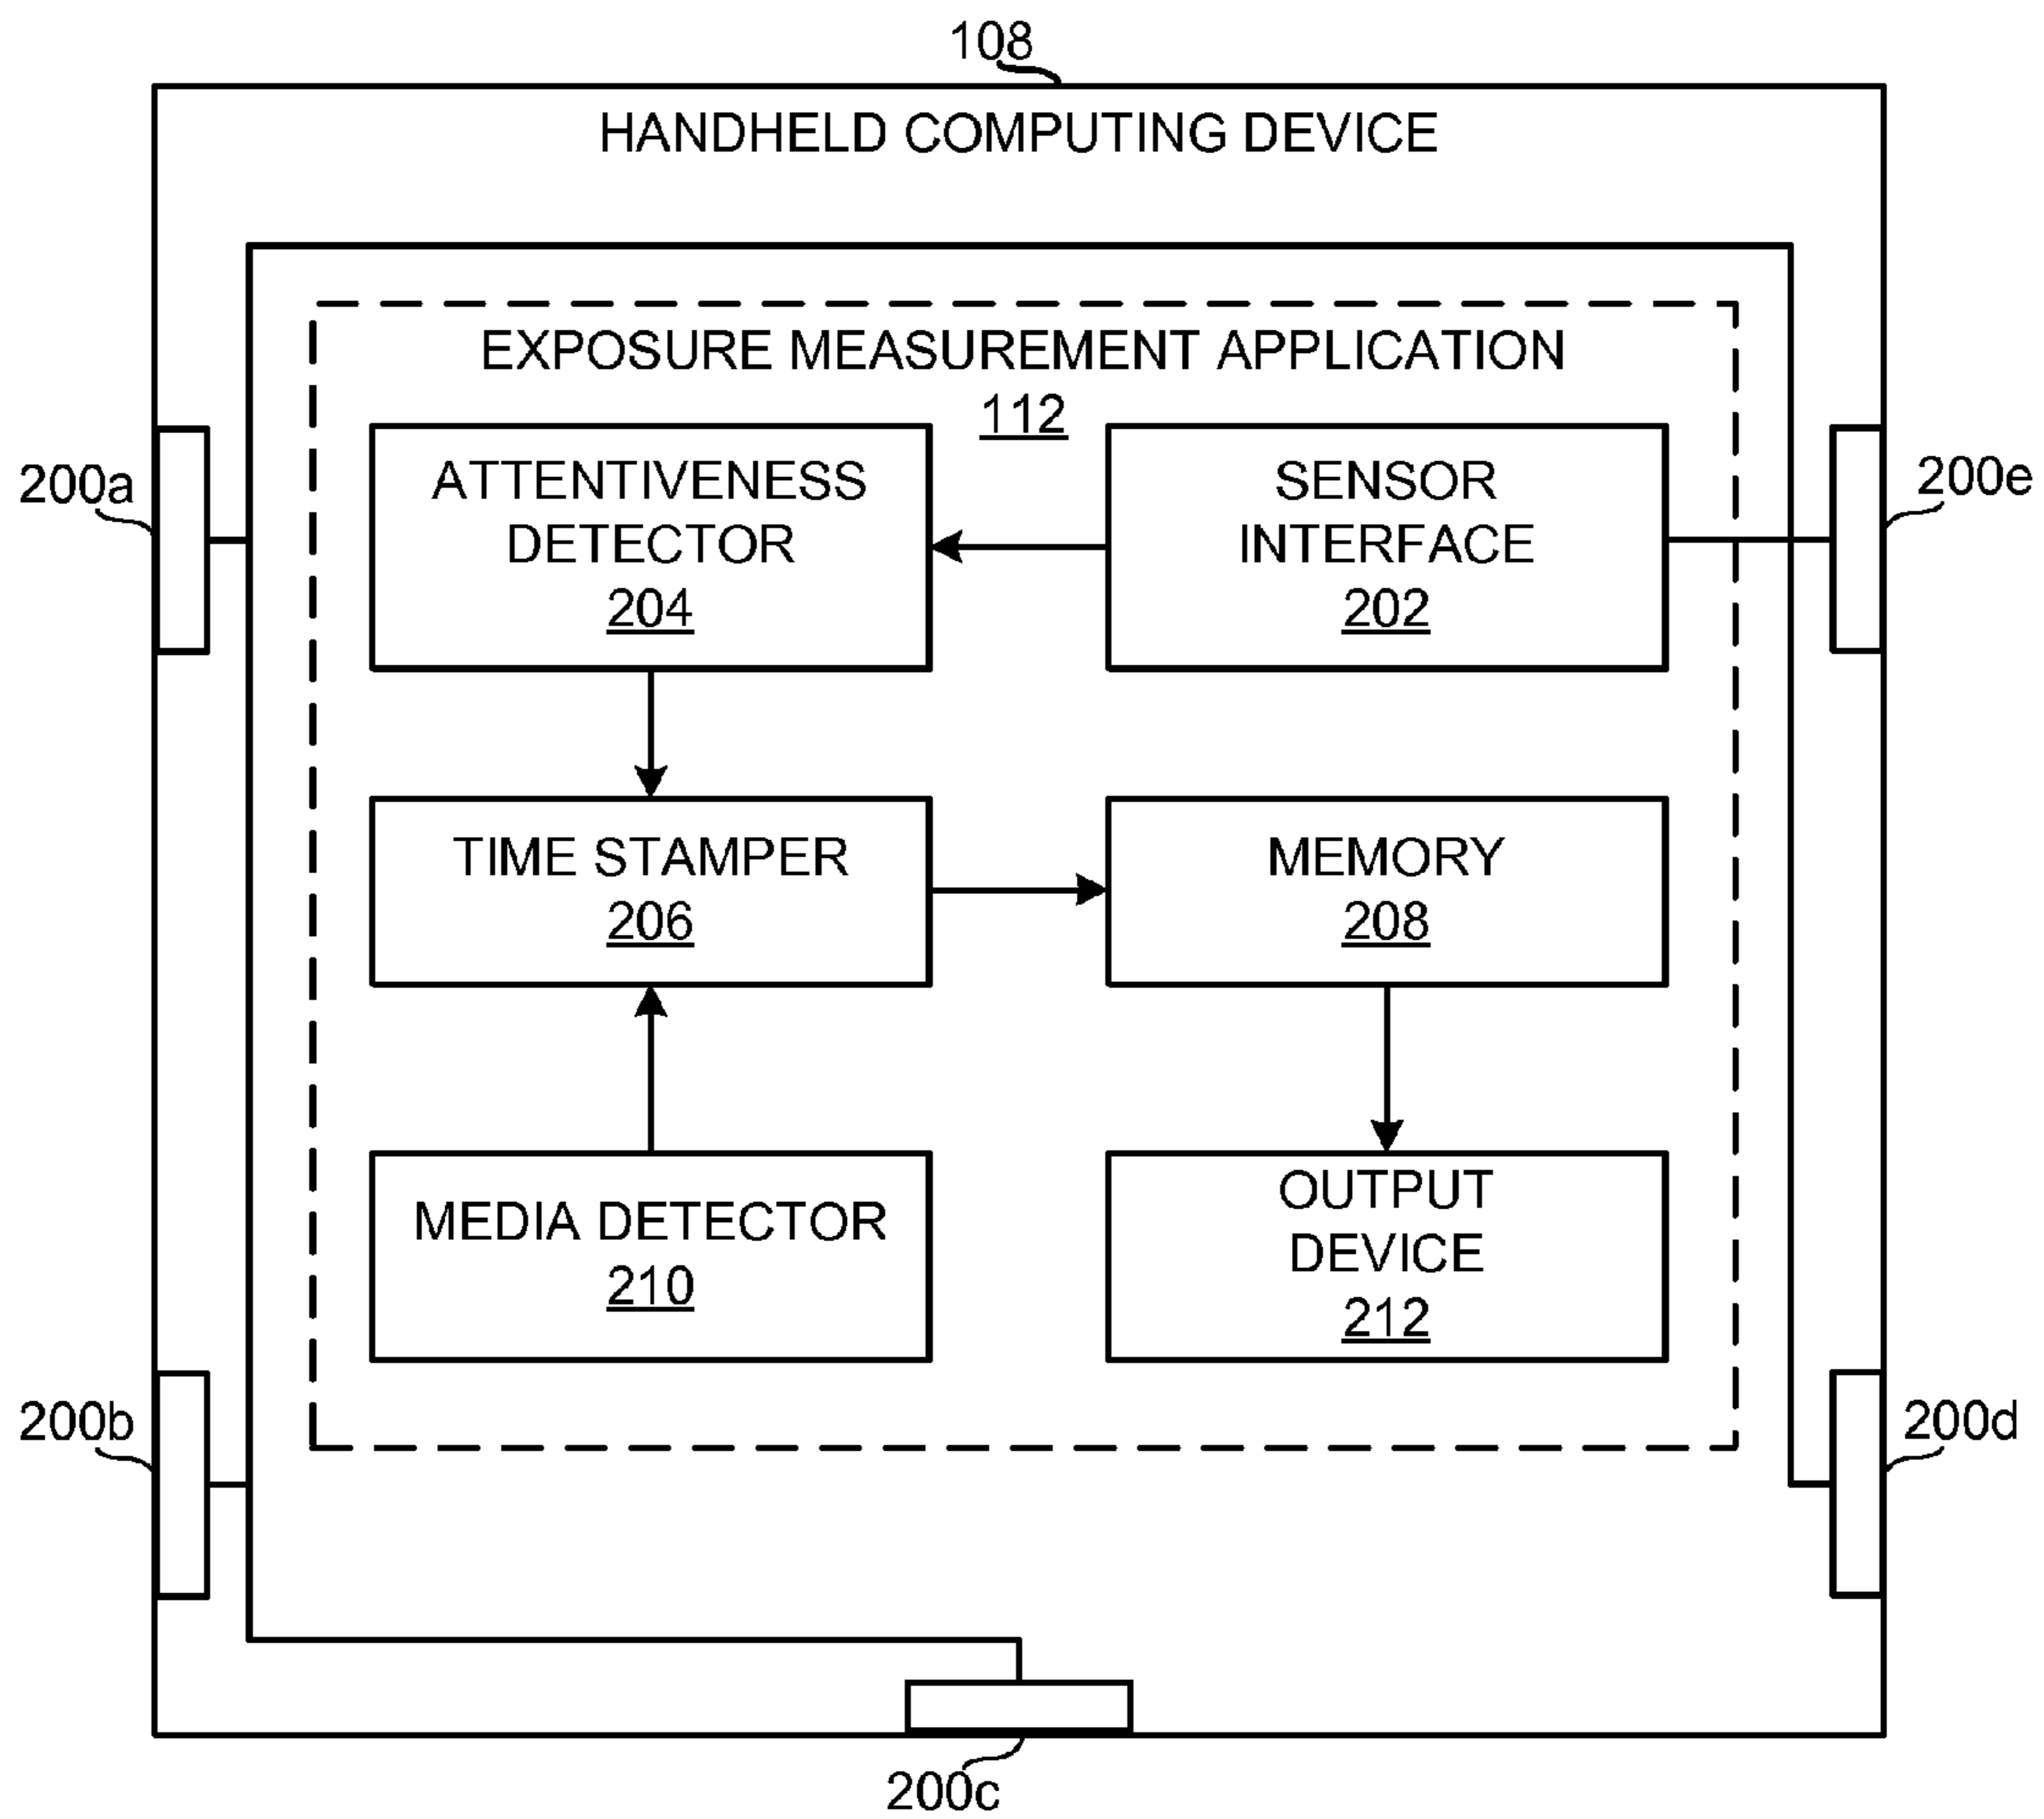 108
HANDHELD COMPUTING DEVICE
EXPOSURE MEASUREMENT APPLICATION
112
200a
ATTENTIVENESS
DETECTOR
204
SENSOR
INTERFACE
202
200e
TIME STAMPER
206
MEMORY
208
MEDIA DETECTOR
210
OUTPUT
DEVICE
212
200b
200d
200c